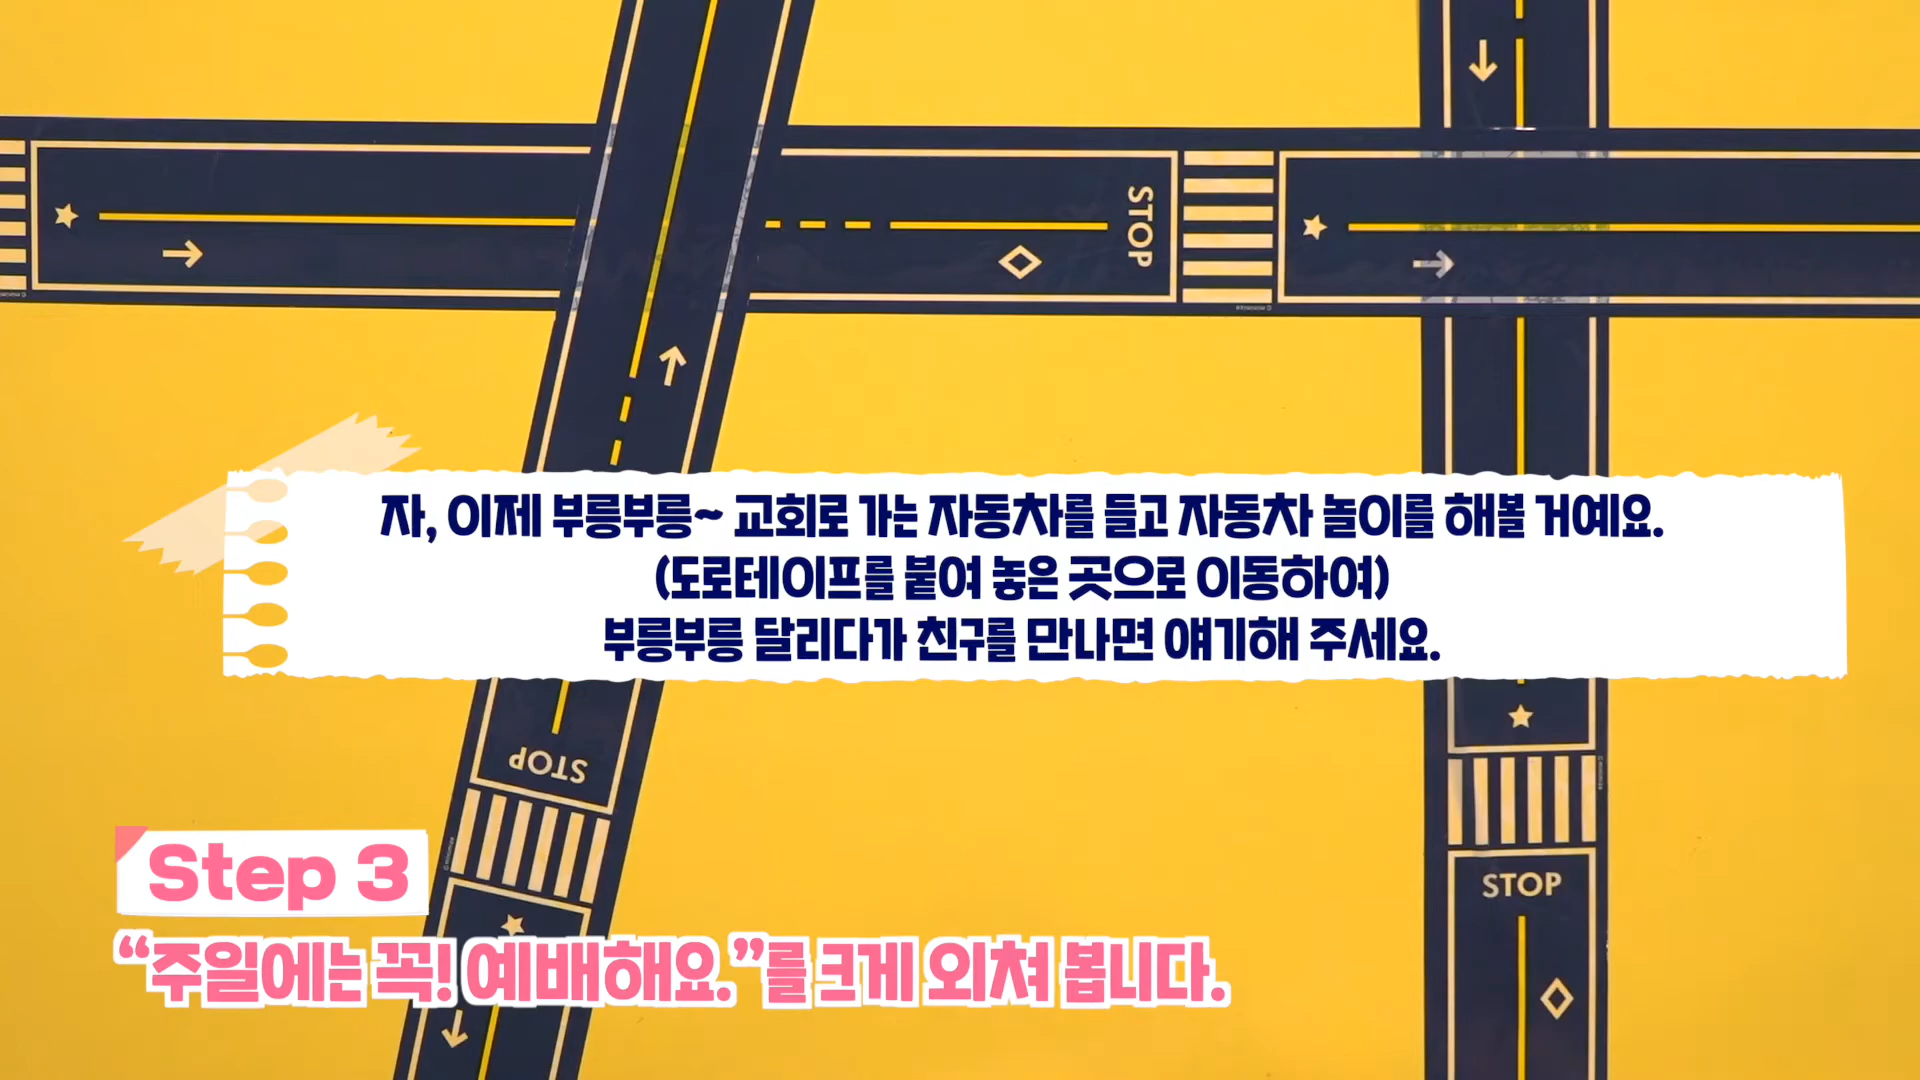 STOP
자, 이제 부릉부릉~ 교회로 가는 자동차를 들고 자동차 놀이를 해볼 거예요.
(도로테이프를 붙여 놓은 곳으로 이동하여)
부릉부릉 달리다가 친구를 만나면 얘기해 주세요.
STOP
Step 3
STOP
“주일에는 꼭! 예배해요.”를 크게 외쳐 봅니다.